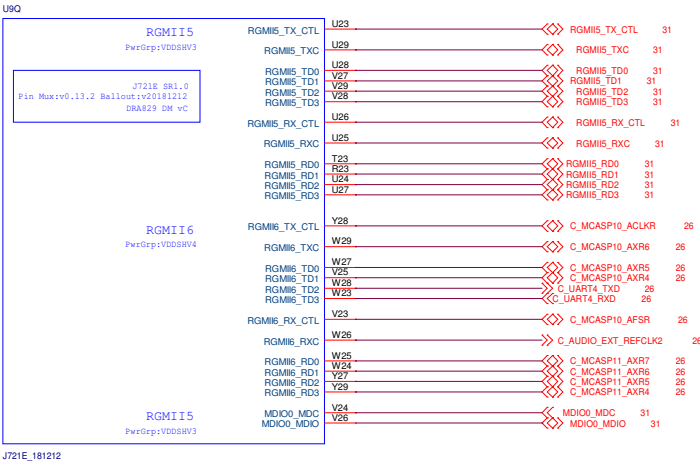 U9Q
RGMII5
PwrGrp:VDDSHV3
J721E SR1.0
Pin Mux:v0.13.2 Ballout:v20181212
DRA829 DM vC
RGMII5_TX_CTL U23 RGMII5_TX_CTL 31
RGMII5_TXC U29 RGMII5_TXC 31
RGMII5_TD0 U28 RGMII5_TD0 31
RGMII5_TD1 V27 RGMII5_TD1 31
RGMII5_TD2 V29 RGMII5_TD2 31
RGMII5_TD3 V28 RGMII5_TD3 31
RGMII5_RX_CTL U26 RGMII5_RX_CTL 31
RGMII5_RXC U25 RGMII5_RXC 31
RGMII5_RD0 T23 RGMII5_RD0 31
RGMII5_RD1 R23 RGMII5_RD1 31
RGMII5_RD2 U24 RGMII5_RD2 31
RGMII5_RD3 U27 RGMII5_RD3 31
RGMII6
PwrGrp:VDDSHV4
RGMII6_TX_CTL Y28 C_MCASP10_ACLKR 26
RGMII6_TXC W29 C_MCASP10_AXR6 26
RGMII6_TD0 W27 C_MCASP10_AXR5 26
RGMII6_TD1 V25 C_MCASP10_AXR4 26
RGMII6_TD2 W28 C_UART4_TXD 26
RGMII6_TD3 W23 C_UART4_RXD 26
RGMII6_RX_CTL V23 C_MCASP10_AFSR 26
RGMII6_RXC W26 C_AUDIO_EXT_REFCLK2 26
RGMII6_RD0 W25 C_MCASP11_AXR7 26
RGMII6_RD1 W24 C_MCASP11_AXR6 26
RGMII6_RD2 Y27 C_MCASP11_AXR5 26
RGMII6_RD3 Y29 C_MCASP11_AXR4 26
RGMII5
PwrGrp:VDDSHV3
MDIO0_MDC V24 MDIO0_MDC 31
MDIO0_MDIO V26 MDIO0_MDIO 31
J721E_181212